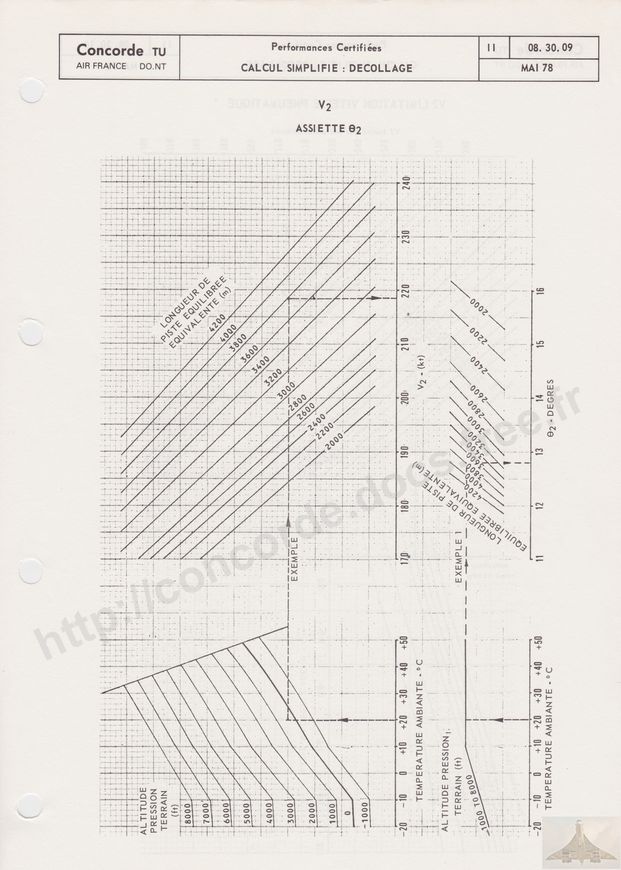 Concorde TU
AIR FRANCE DO.NT
Performances Certifiées
CALCUL SIMPLIFIE : DECOLLAGE
11
08. 30. 09
MAI 78
V2
ASSIETTE θ2
LONGUEUR DE
PISTE EQUILIBREE
EQUIVALENTE (m)
4200
4000
3800
3600
3400
3200
3000
2800
2600
2400
2200
2000
240
230
220
210
200
190
180
170
V2 - (kt)
2000
2200
2400
2600
2800
3000
3200
3400
3600
3800
4000
4200
LONGUEUR DE PISTE
EQUILIBREE EQUIVALENTE (m)
16
15
14
13
12
11
θ2 - DEGRES
EXEMPLE
EXEMPLE 1
ALTITUDE
PRESSION
TERRAIN
(ft)
8000
7000
6000
5000
4000
3000
2000
1000
0
-1000
+50
+40
+30
+20
+10
0
-10
-20
TEMPERATURE AMBIANTE - °C
ALTITUDE PRESSION
TERRAIN (ft)
-1000 TO 8000
+50
+40
+30
+20
+10
0
-10
-20
TEMPERATURE AMBIANTE - °C
http://concorde.docs.free.fr